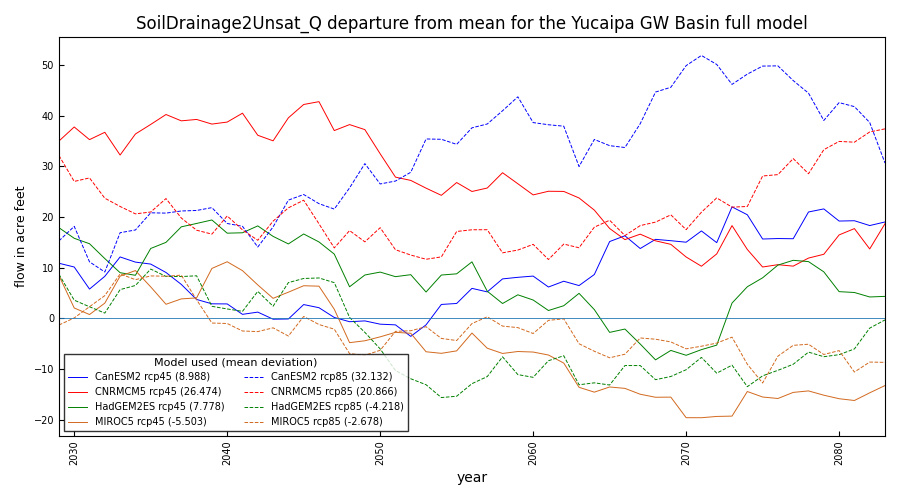 SoilDrainage2Unsat_Q departure from mean for the Yucaipa GW Basin full model
flow in acre feet
50
40
30
20
10
0
−10
−20
Model used (mean deviation)
CanESM2 rcp45 (8.988)
CNRMCM5 rcp45 (26.474)
HadGEM2ES rcp45 (7.778)
MIROC5 rcp45 (-5.503)
CanESM2 rcp85 (32.132)
CNRMCM5 rcp85 (20.866)
HadGEM2ES rcp85 (-4.218)
MIROC5 rcp85 (-2.678)
2030
2040
2050
2060
2070
2080
year